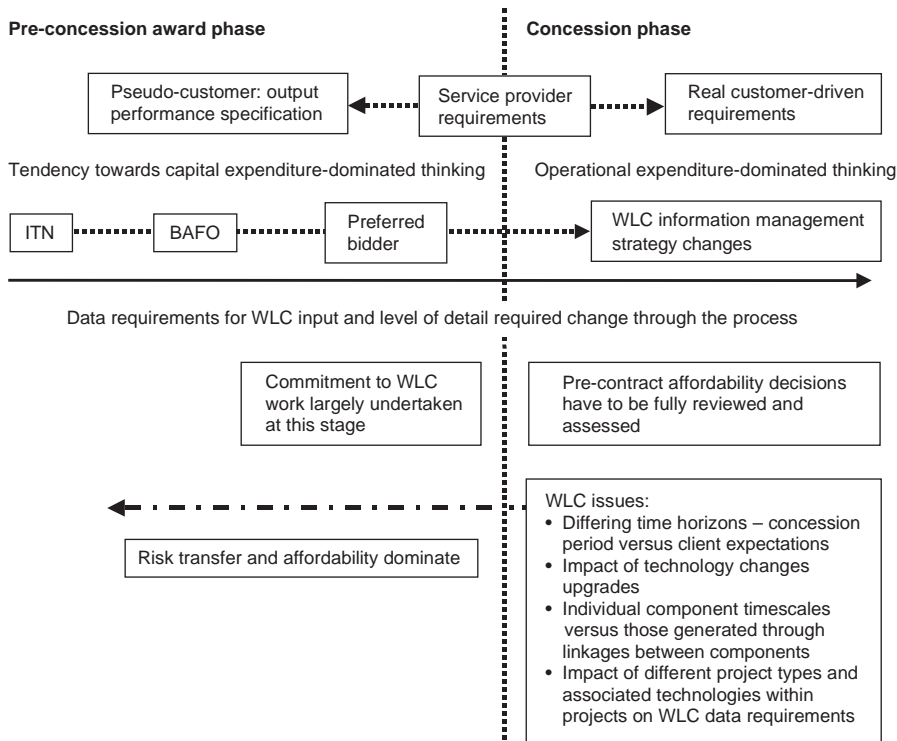 Pre-concession award phase
Concession phase
Pseudo-customer: output
performance specification
Service provider
requirements
Real customer-driven
requirements
Tendency towards capital expenditure-dominated thinking
Operational expenditure-dominated thinking
ITN
BAFO
Preferred
bidder
WLC information management
strategy changes
Data requirements for WLC input and level of detail required change through the process
Commitment to WLC
work largely undertaken
at this stage
Pre-contract affordability decisions
have to be fully reviewed and
assessed
Risk transfer and affordability dominate
WLC issues:
• Differing time horizons – concession
period versus client expectations
• Impact of technology changes
upgrades
• Individual component timescales
versus those generated through
linkages between components
• Impact of different project types and
associated technologies within
projects on WLC data requirements